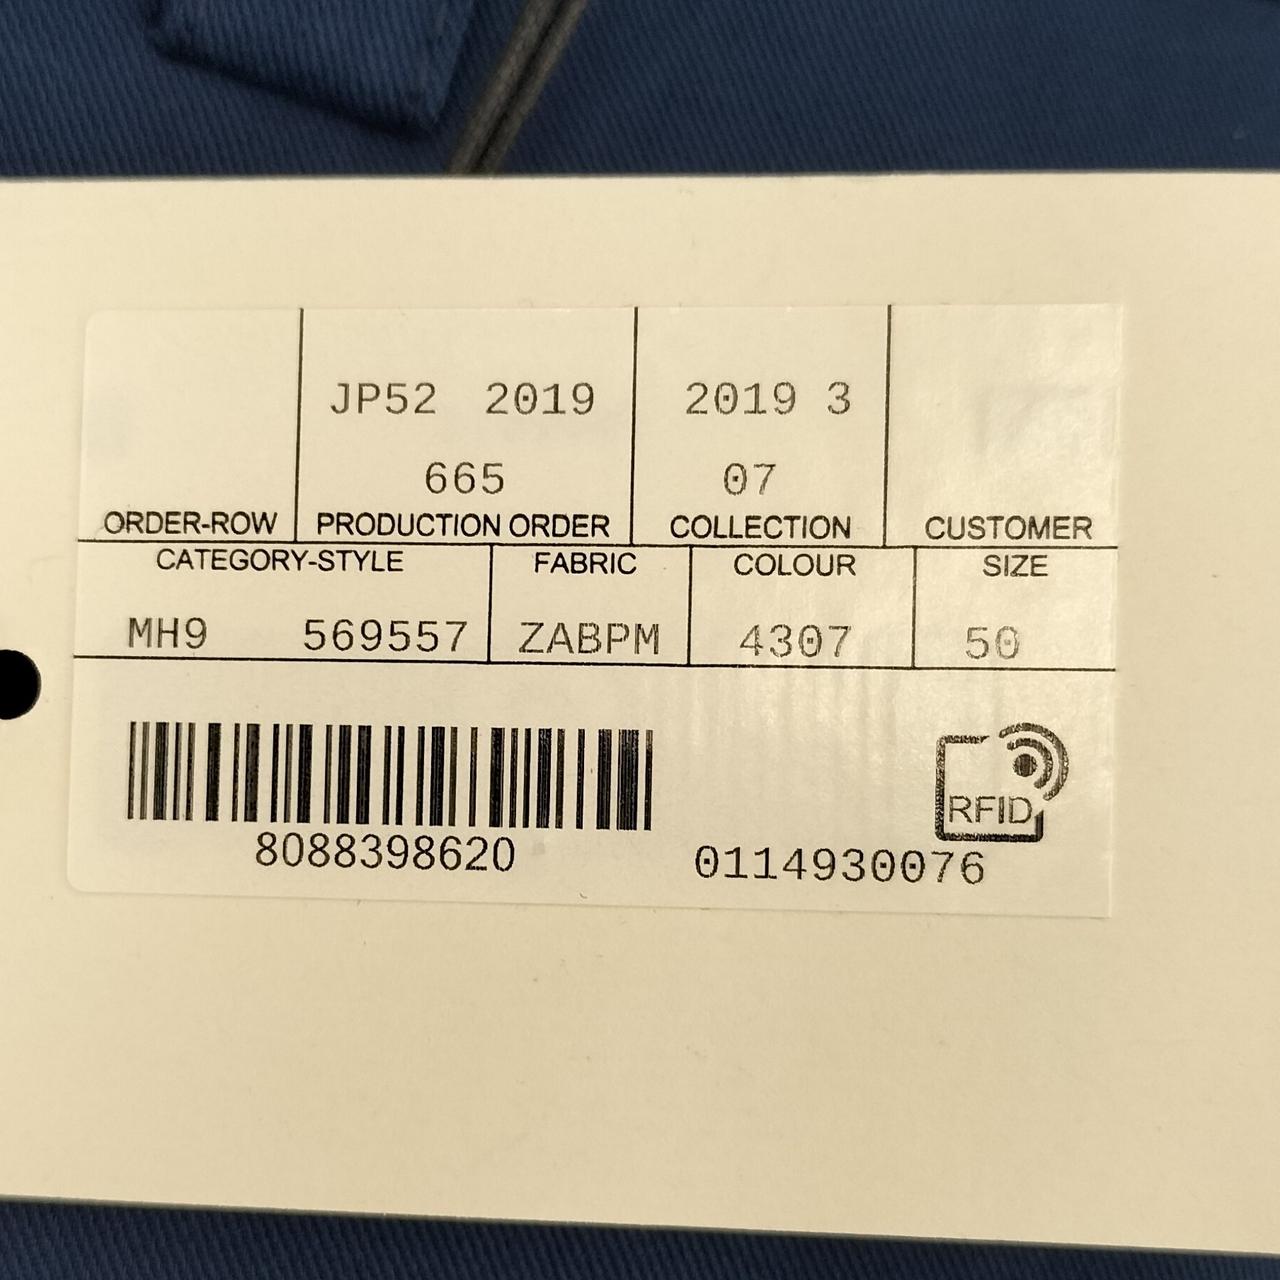 JP52 2019 2019 3
665 07
ORDER-ROW PRODUCTION ORDER COLLECTION CUSTOMER
CATEGORY-STYLE FABRIC COLOUR SIZE
MH9 569557 ZABPM 4307 50
RFID
8088398620 0114930076